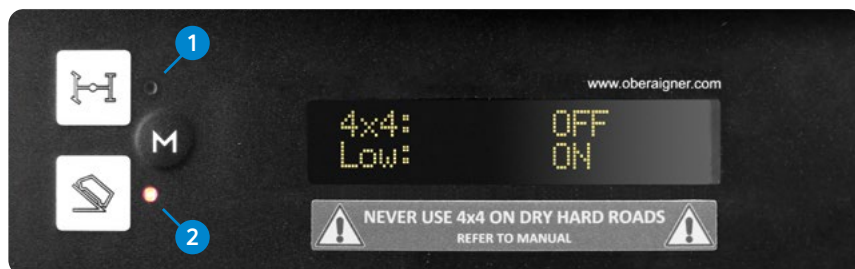 1
www.oberaigner.com
4x4: OFF
M
Low: ON
2
NEVER USE 4x4 ON DRY HARD ROADS
REFER TO MANUAL